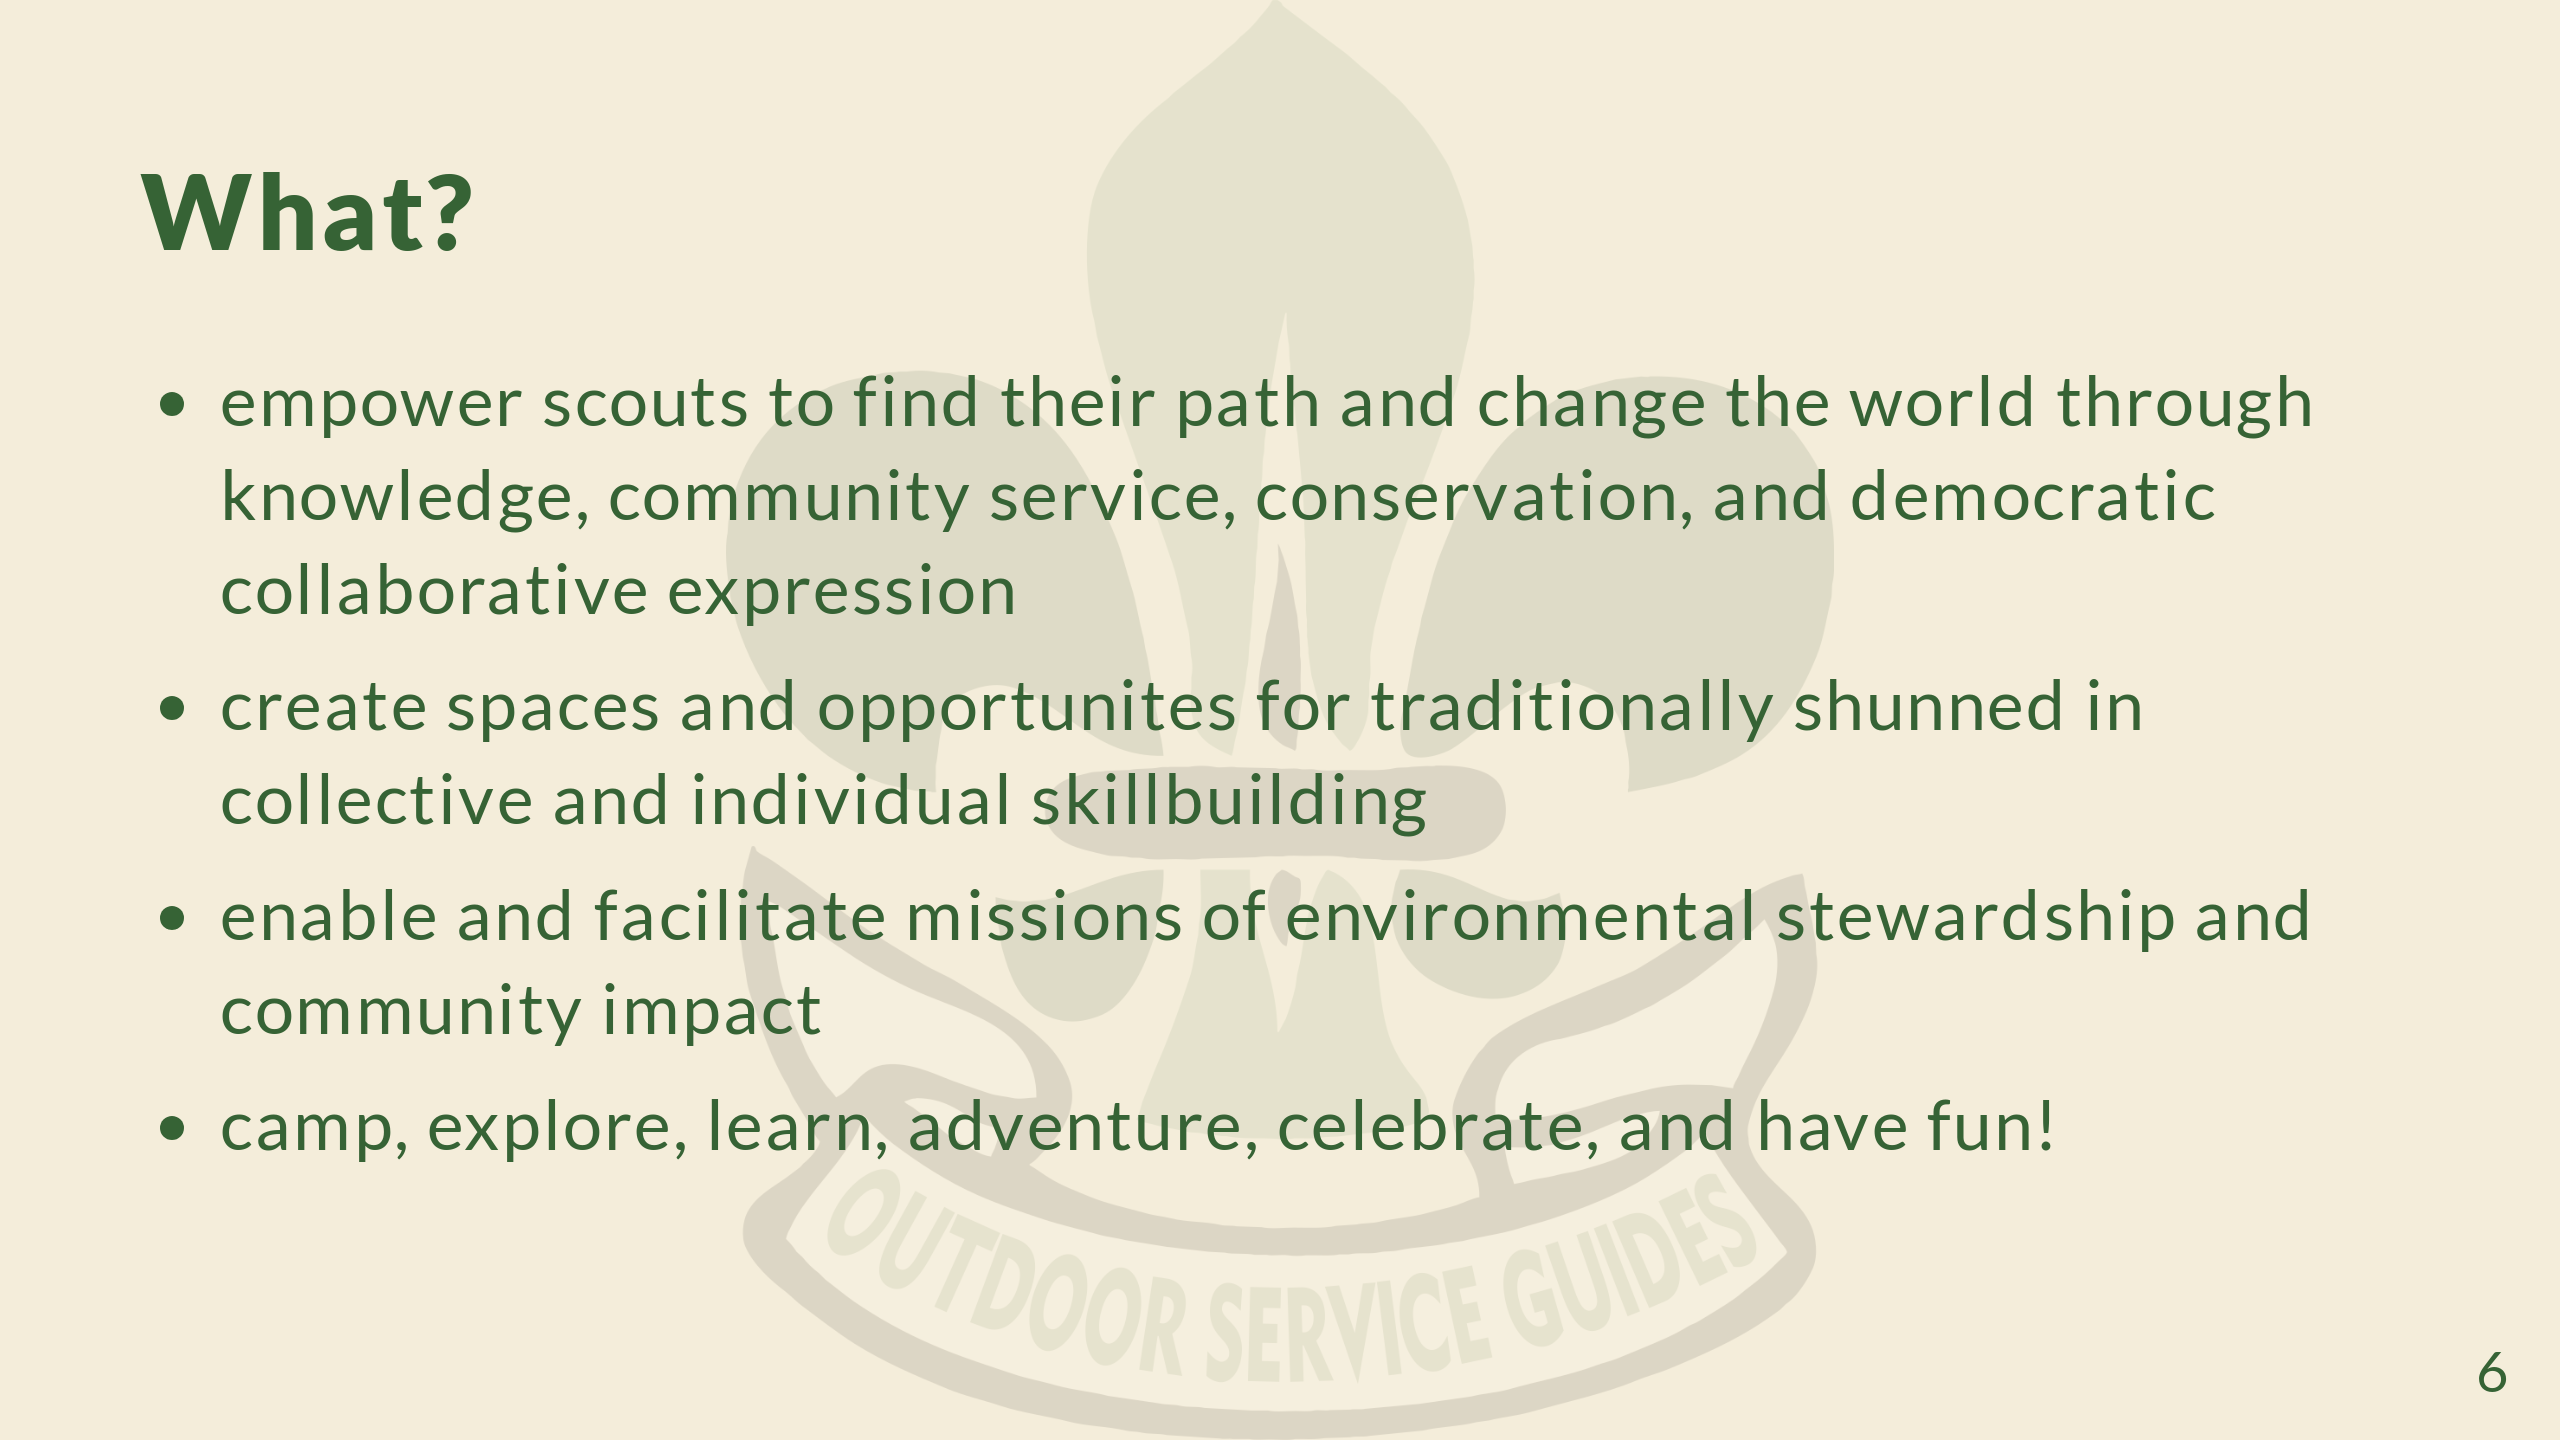 What?
• empower scouts to find their path and change the world through
knowledge, community service, conservation, and democratic
collaborative expression
• create spaces and opportunites for traditionally shunned in
collective and individual skillbuilding
• enable and facilitate missions of environmental stewardship and
community impact
• camp, explore, learn, adventure, celebrate, and have fun!
OUTDOOR SERVICE GUIDES
6